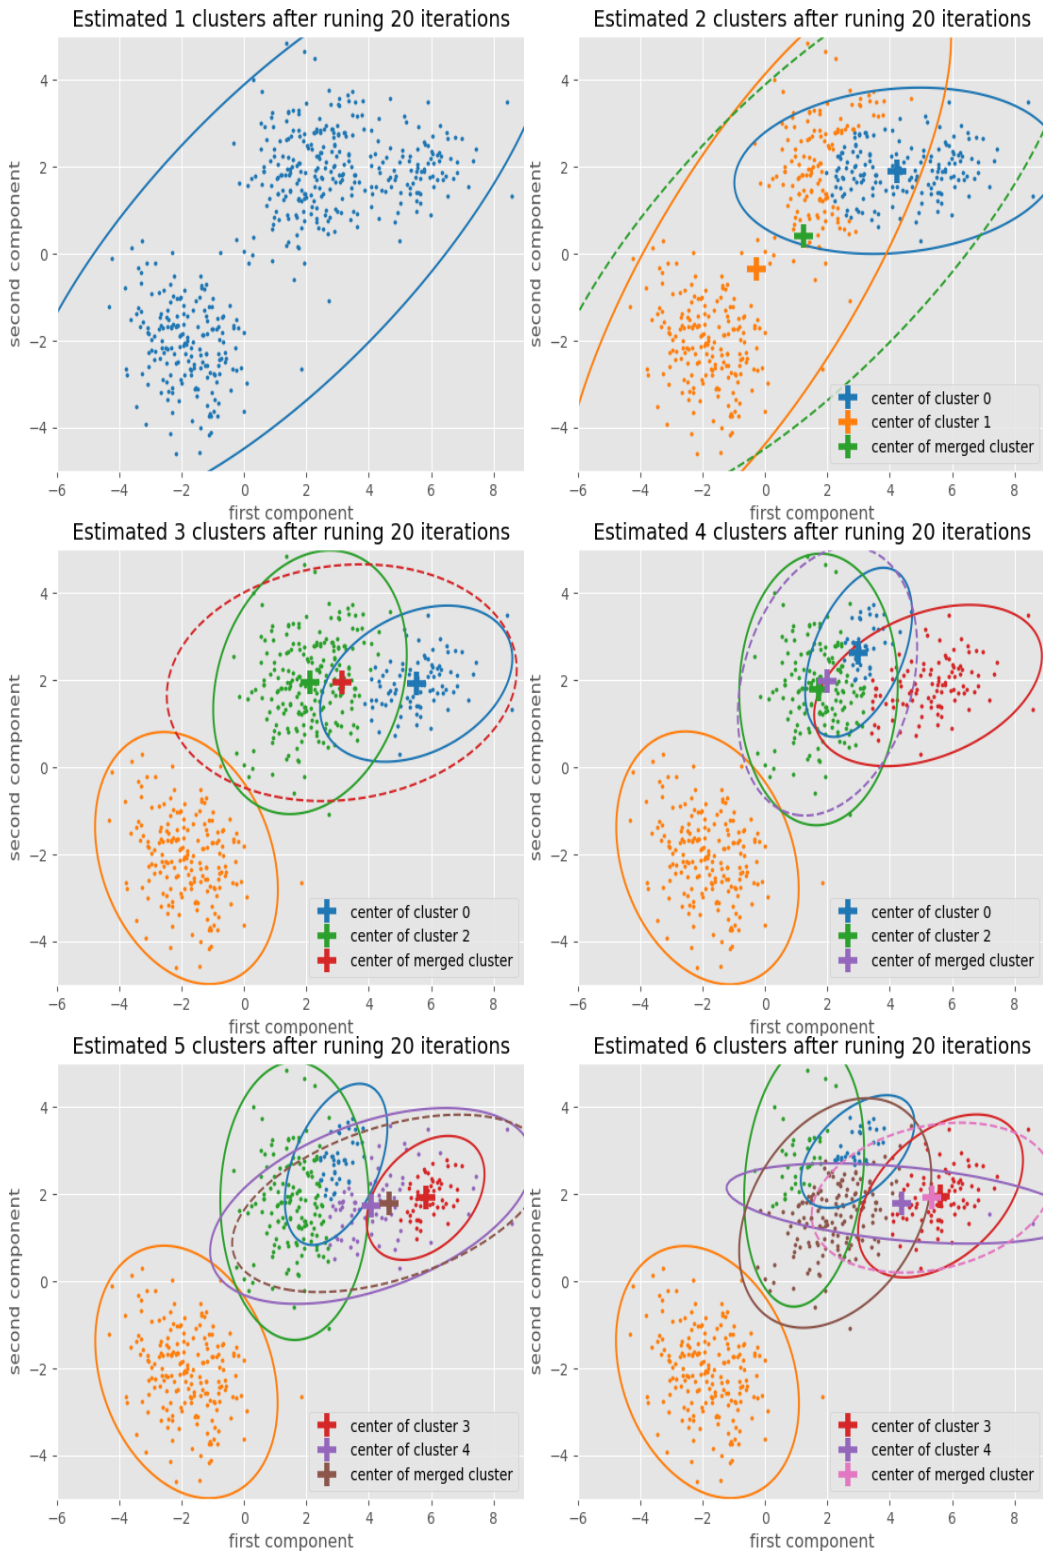 Estimated 1 clusters after runing 20 iterations
second component
4
2
0
−2
−4
−6 −4 −2 0 2 4 6 8
first component
Estimated 2 clusters after runing 20 iterations
second component
4
2
0
−2
−4
center of cluster 0
center of cluster 1
center of merged cluster
−6 −4 −2 0 2 4 6 8
first component
Estimated 3 clusters after runing 20 iterations
second component
4
2
0
−2
−4
center of cluster 0
center of cluster 2
center of merged cluster
−6 −4 −2 0 2 4 6 8
first component
Estimated 4 clusters after runing 20 iterations
second component
4
2
0
−2
−4
center of cluster 0
center of cluster 2
center of merged cluster
−6 −4 −2 0 2 4 6 8
first component
Estimated 5 clusters after runing 20 iterations
second component
4
2
0
−2
−4
center of cluster 3
center of cluster 4
center of merged cluster
−6 −4 −2 0 2 4 6 8
first component
Estimated 6 clusters after runing 20 iterations
second component
4
2
0
−2
−4
center of cluster 3
center of cluster 4
center of merged cluster
−6 −4 −2 0 2 4 6 8
first component